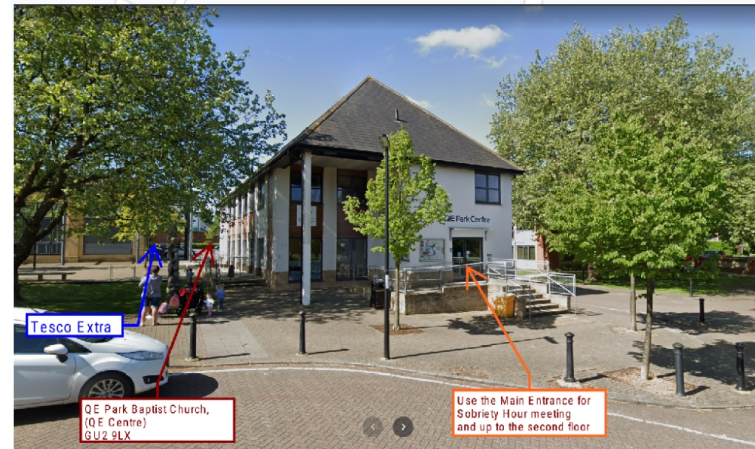 QE Park Centre
Tesco Extra
QE Park Baptist Church,
(QE Centre)
GU2 9LX
Use the Main Entrance for
Sobriety Hour meeting
and up to the second floor